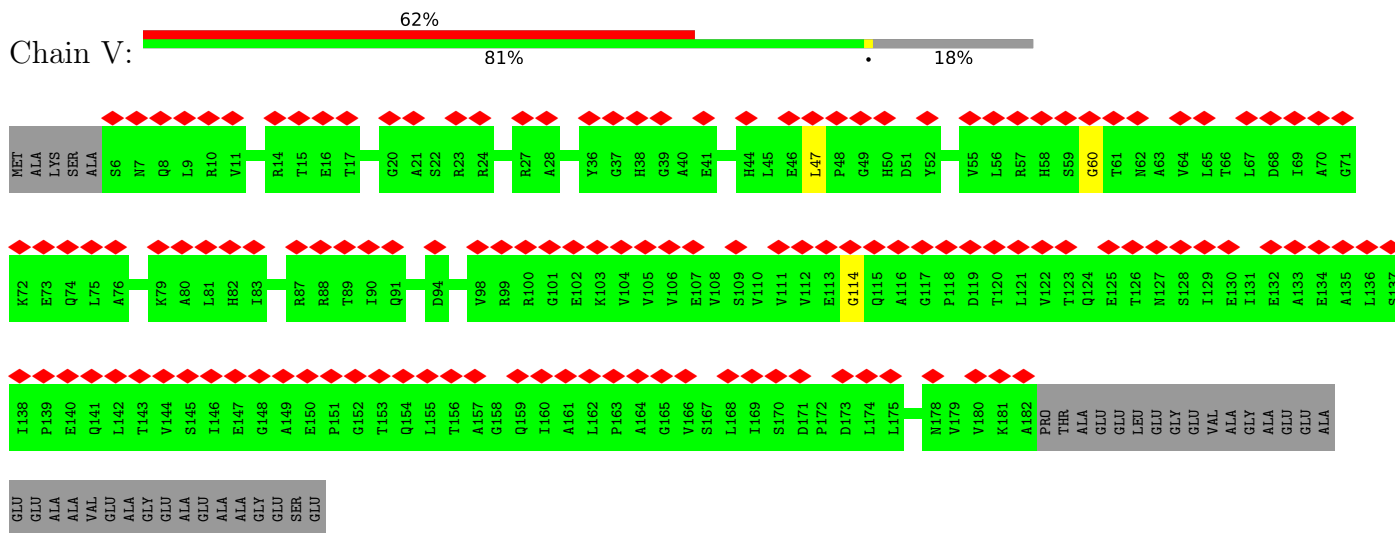 62%
Chain V:
81% • 18%
MET ALA LYS SER ALA S6 N7 Q8 L9 R10 V11 R14 T15 E16 T17 G20 A21 S22 R23 R24 R27 A28 Y36 G37 H38 G39 A40 E41 H44 L45 E46 L47 P48 G49 H50 D51 Y52 V55 L56 R57 H58 S59 G60 T61 N62 A63 V64 L65 T66 L67 D68 I69 A70 G71
K72 E73 Q74 L75 A76 K79 A80 L81 H82 I83 R87 R88 T89 I90 Q91 D94 V98 R99 R100 G101 E102 K103 V104 V105 V106 E107 V108 S109 V110 V111 V112 E113 G114 Q115 A116 G117 P118 D119 T120 L121 V122 T123 Q124 E125 T126 N127 S128 I129 E130 I131 E132 A133 E134 A135 L136 S137
I138 P139 E140 Q141 L142 T143 V144 S145 I146 E147 G148 A149 E150 P151 G152 T153 Q154 L155 T156 A157 G158 Q159 I160 A161 L162 P163 A164 G165 V166 S167 L168 I169 S170 D171 P172 D173 L174 L175 N178 V179 V180 K181 A182 PRO THR ALA GLU GLU LEU GLU GLY GLU VAL ALA GLY ALA GLU GLU ALA
GLU GLU ALA ALA VAL GLU ALA GLY GLU ALA GLU ALA ALA GLY GLU SER GLU